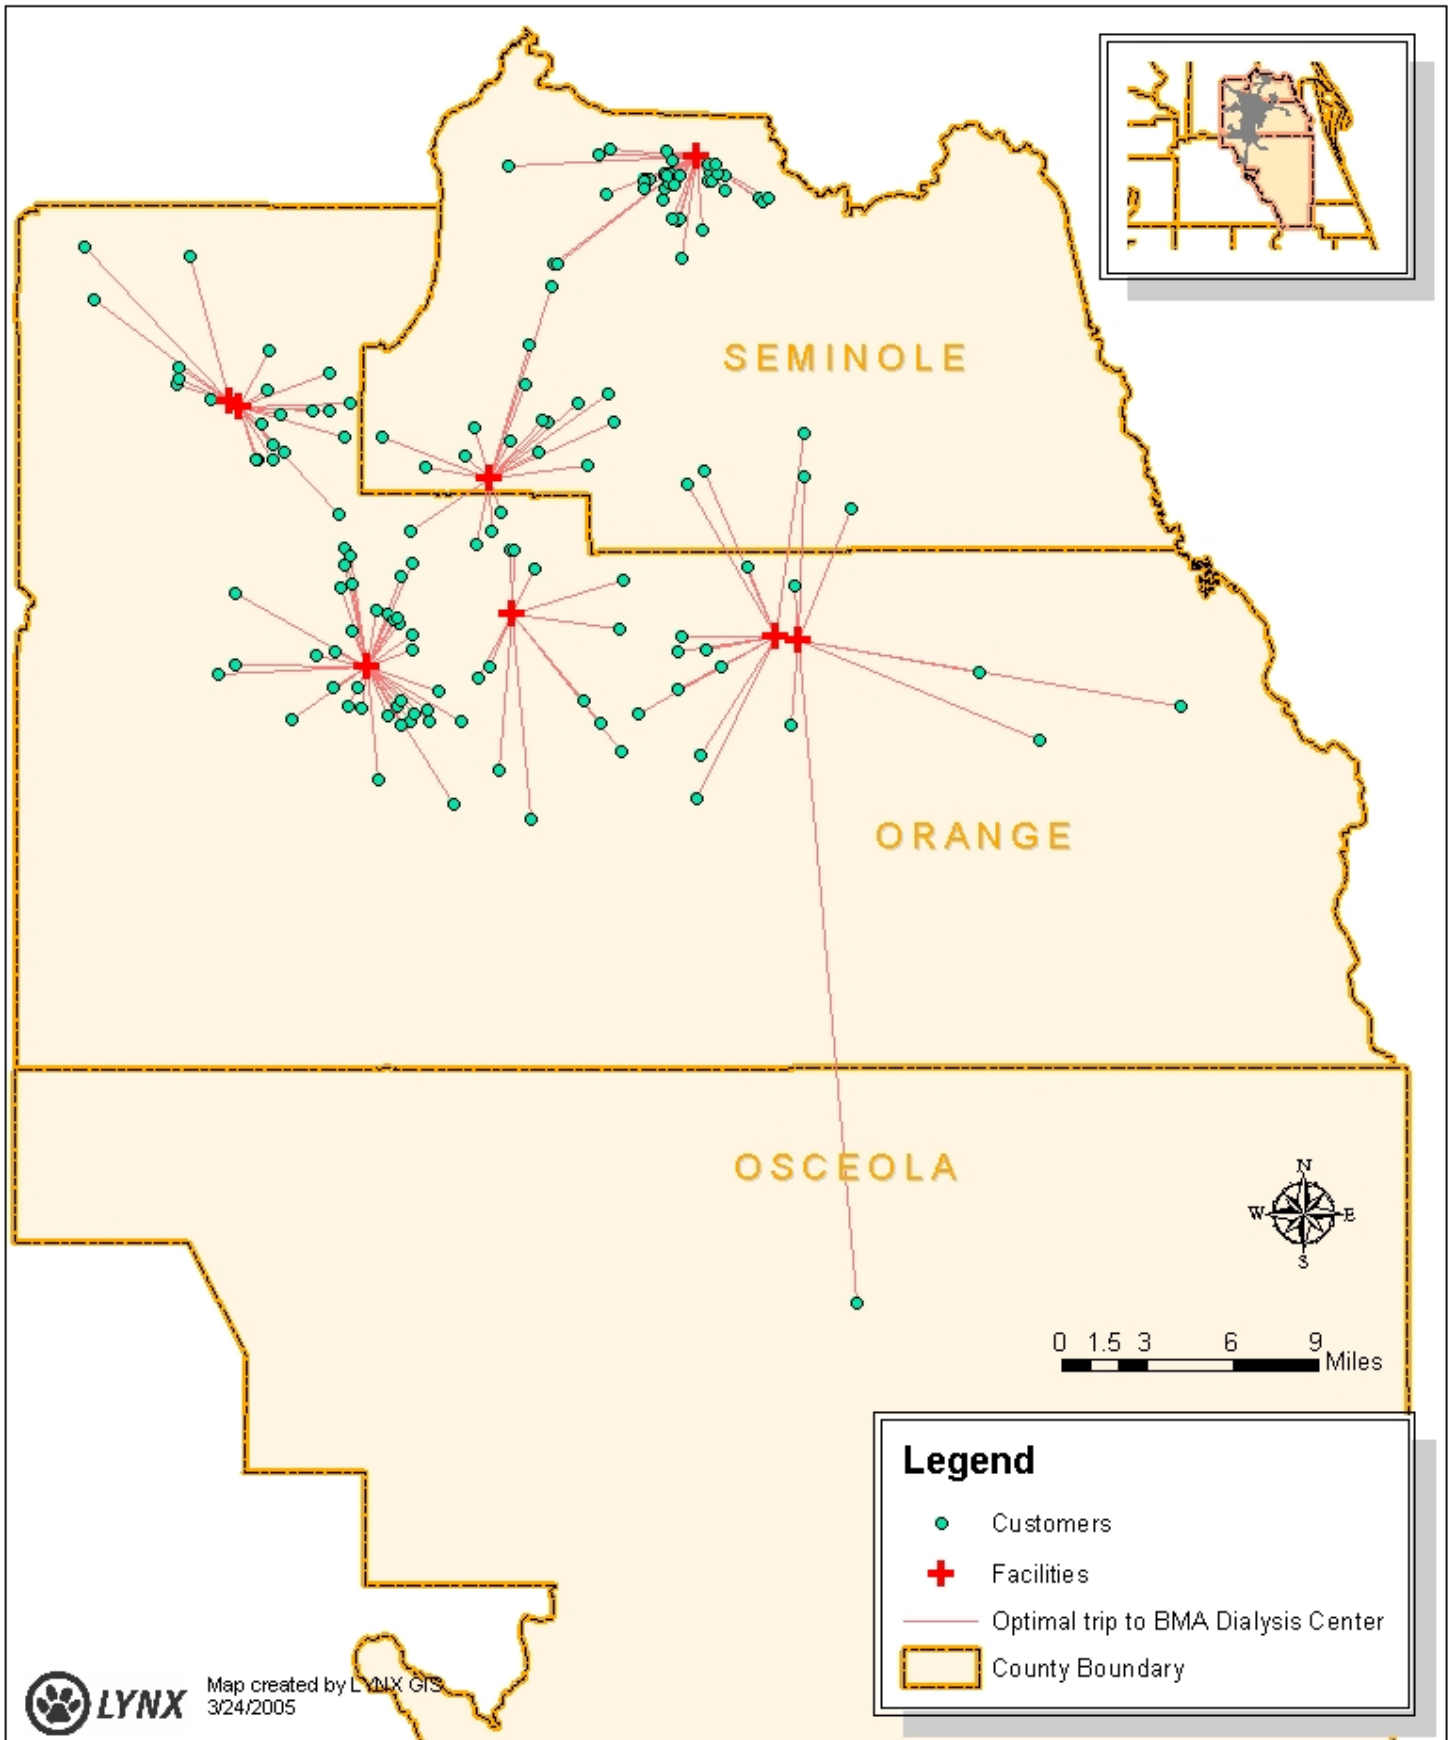 SEMINOLE
ORANGE
OSCEOLA
N
W E
S
0 1.5 3 6 9
Miles
Legend
Customers
Facilities
Optimal trip to BMA Dialysis Center
County Boundary
LYNX
Map created by LYNX GIS
3/24/2005